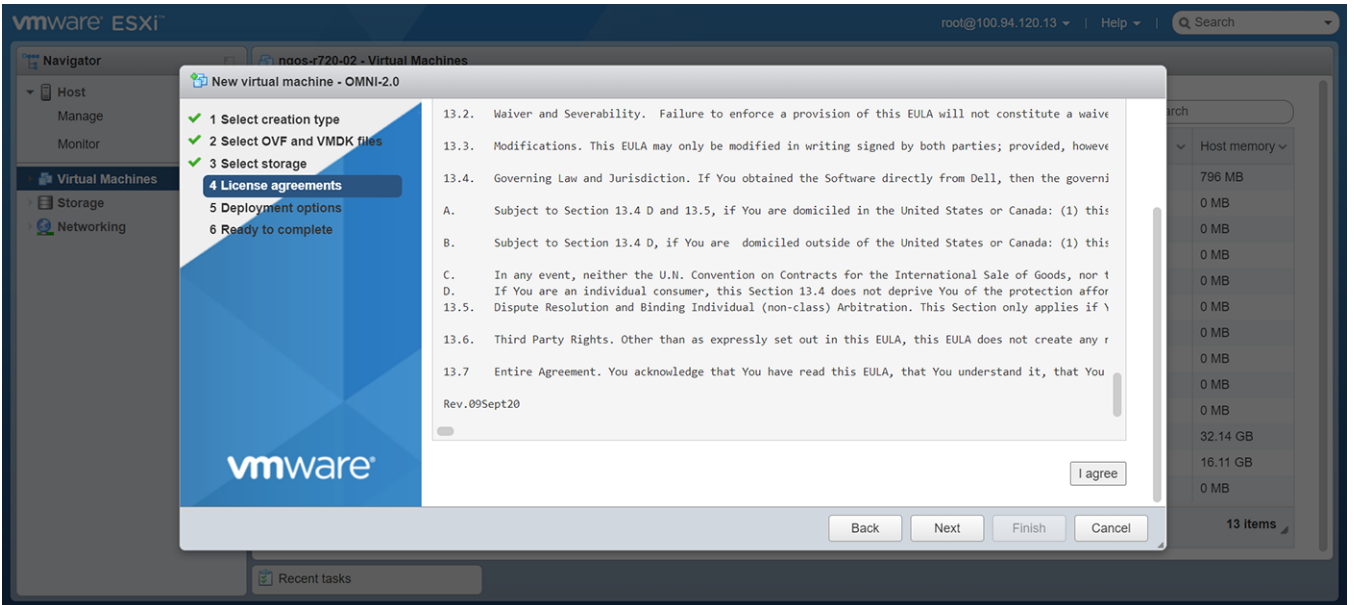 vmware ESXi™
root@100.94.120.13
Help
Search
Navigator
ngos-r720-02 - Virtual Machines
Host
Manage
Monitor
Virtual Machines
Storage
Networking
New virtual machine - OMNI-2.0
1 Select creation type
2 Select OVF and VMDK files
3 Select storage
4 License agreements
5 Deployment options
6 Ready to complete
vmware®
13.2. Waiver and Severability. Failure to enforce a provision of this EULA will not constitute a waive
13.3. Modifications. This EULA may only be modified in writing signed by both parties; provided, howeve
13.4. Governing Law and Jurisdiction. If You obtained the Software directly from Dell, then the governi
A. Subject to Section 13.4 D and 13.5, if You are domiciled in the United States or Canada: (1) this
B. Subject to Section 13.4 D, if You are domiciled outside of the United States or Canada: (1) this
C. In any event, neither the U.N. Convention on Contracts for the International Sale of Goods, nor t
D. If You are an individual consumer, this Section 13.4 does not deprive You of the protection affor
13.5. Dispute Resolution and Binding Individual (non-class) Arbitration. This Section only applies if
13.6. Third Party Rights. Other than as expressly set out in this EULA, this EULA does not create any
13.7 Entire Agreement. You acknowledge that You have read this EULA, that You understand it, that You
Rev.09Sept20
I agree
Back
Next
Finish
Cancel
arch
Host memory
796 MB
0 MB
0 MB
0 MB
0 MB
0 MB
0 MB
0 MB
0 MB
0 MB
32.14 GB
16.11 GB
0 MB
13 items
Recent tasks